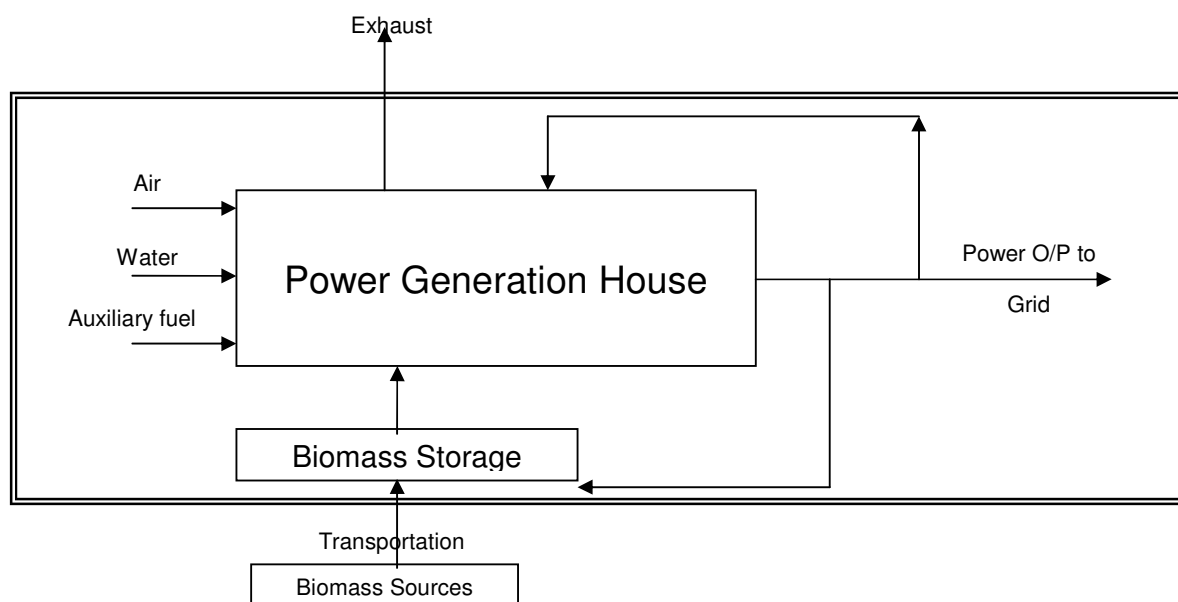 Exhaust
Air
Power Generation House
Water
Power O/P to
Grid
Auxiliary fuel
Biomass Storage
Transportation
Biomass Sources